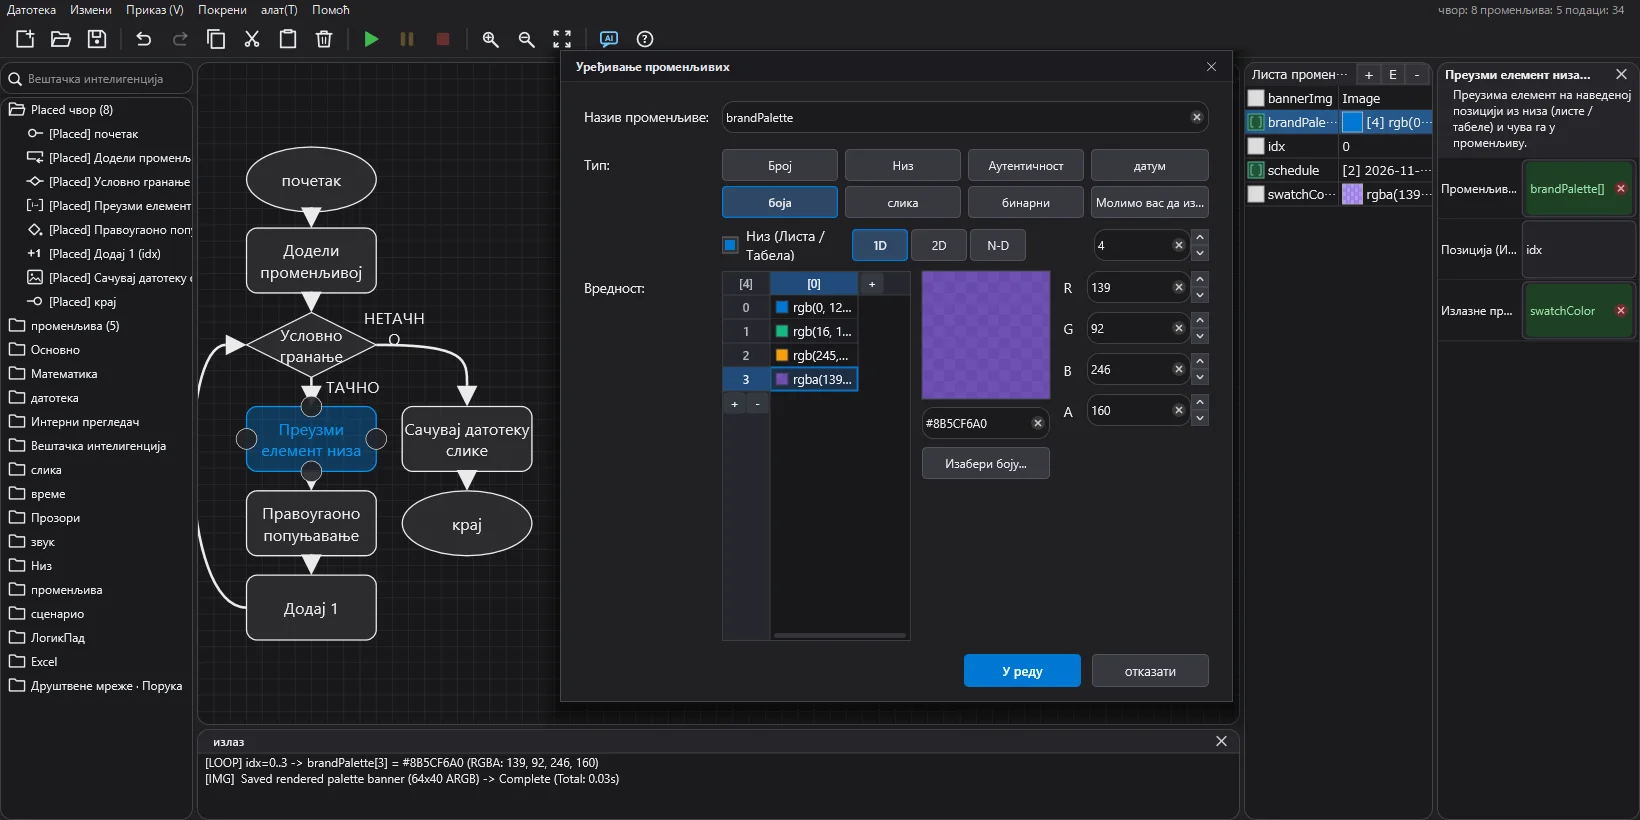 Датотека Измени Приказ (V) Покрени алат(Т) Помоћ
чвор: 8 променљива: 5 подаци: 34
AI
Вештачка интелигенција
Placed чвор (8)
[Placed] почетак
[Placed] Додели променљ
[Placed] Условно гранање
[Placed] Преузми елемент
[Placed] Правоугаоно попу
+1 [Placed] Додај 1 (idx)
[Placed] Сачувај датотеку с
[Placed] крај
променљива (5)
Основно
Математика
датотека
Интерни прегледач
Вештачка интелигенција
слика
време
Прозори
звук
Низ
променљива
сценарио
ЛогикПад
Excel
Друштвене мреже · Порука
почетак
Додели
променљивој
Условно
гранање
НЕТАЧН
О
ТАЧНО
Преузми
елемент низа
Сачувај датотеку
слике
Правоугаоно
попуњавање
крај
Додај 1
Уређивање променљивих
Назив променљиве: brandPalette
Тип: Број Низ Аутентичност датум
боја слика бинарни Молимо вас да из...
Низ (Листа /
Табела)
1D 2D N-D 4
Вредност:
[4] [0] +
0 rgb(0, 12...
1 rgb(16, 1...
2 rgb(245,...
3 rgba(139...
+ -
#8B5CF6A0
Изабери боју...
R 139
G 92
B 246
A 160
У реду отказати
Листа промен··· + E -
bannerImg Image
brandPale··· [4] rgb(0···
idx 0
schedule [2] 2026-11-···
swatchCo··· rgba(139···
Преузми елемент низа...
Преузима елемент на наведеној
позицији из низа (листе /
табеле) и чува га у
променљиву.
Променљив... brandPalette[]
Позиција (И... idx
Излазне пр... swatchColor
излаз
[LOOP] idx=0..3 -> brandPalette[3] = #8B5CF6A0 (RGBA: 139, 92, 246, 160)
[IMG] Saved rendered palette banner (64x40 ARGB) -> Complete (Total: 0.03s)